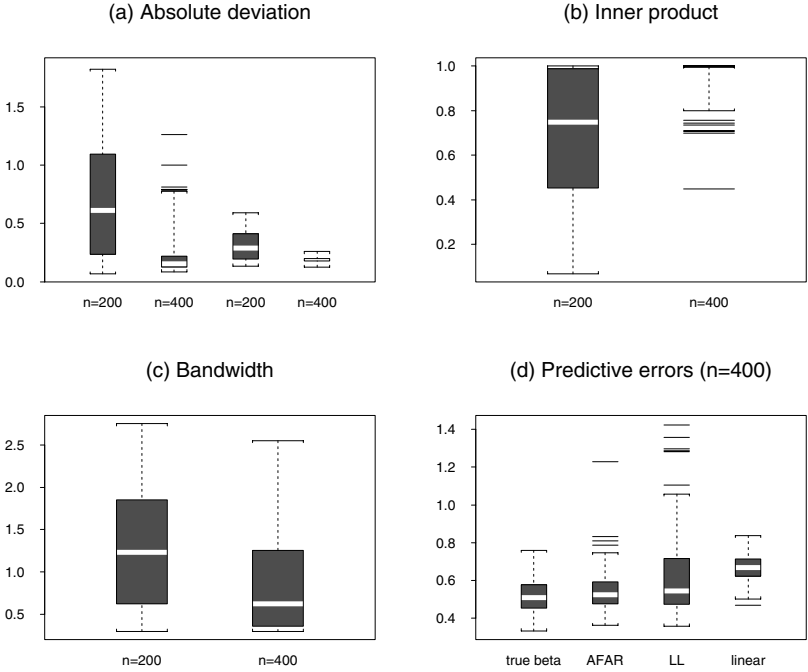 (a) Absolute deviation
1.5
1.0
0.5
0.0
n=200 n=400 n=200 n=400
(b) Inner product
1.0
0.8
0.6
0.4
0.2
n=200 n=400
(c) Bandwidth
2.5
2.0
1.5
1.0
0.5
n=200 n=400
(d) Predictive errors (n=400)
1.4
1.2
1.0
0.8
0.6
0.4
true beta AFAR LL linear